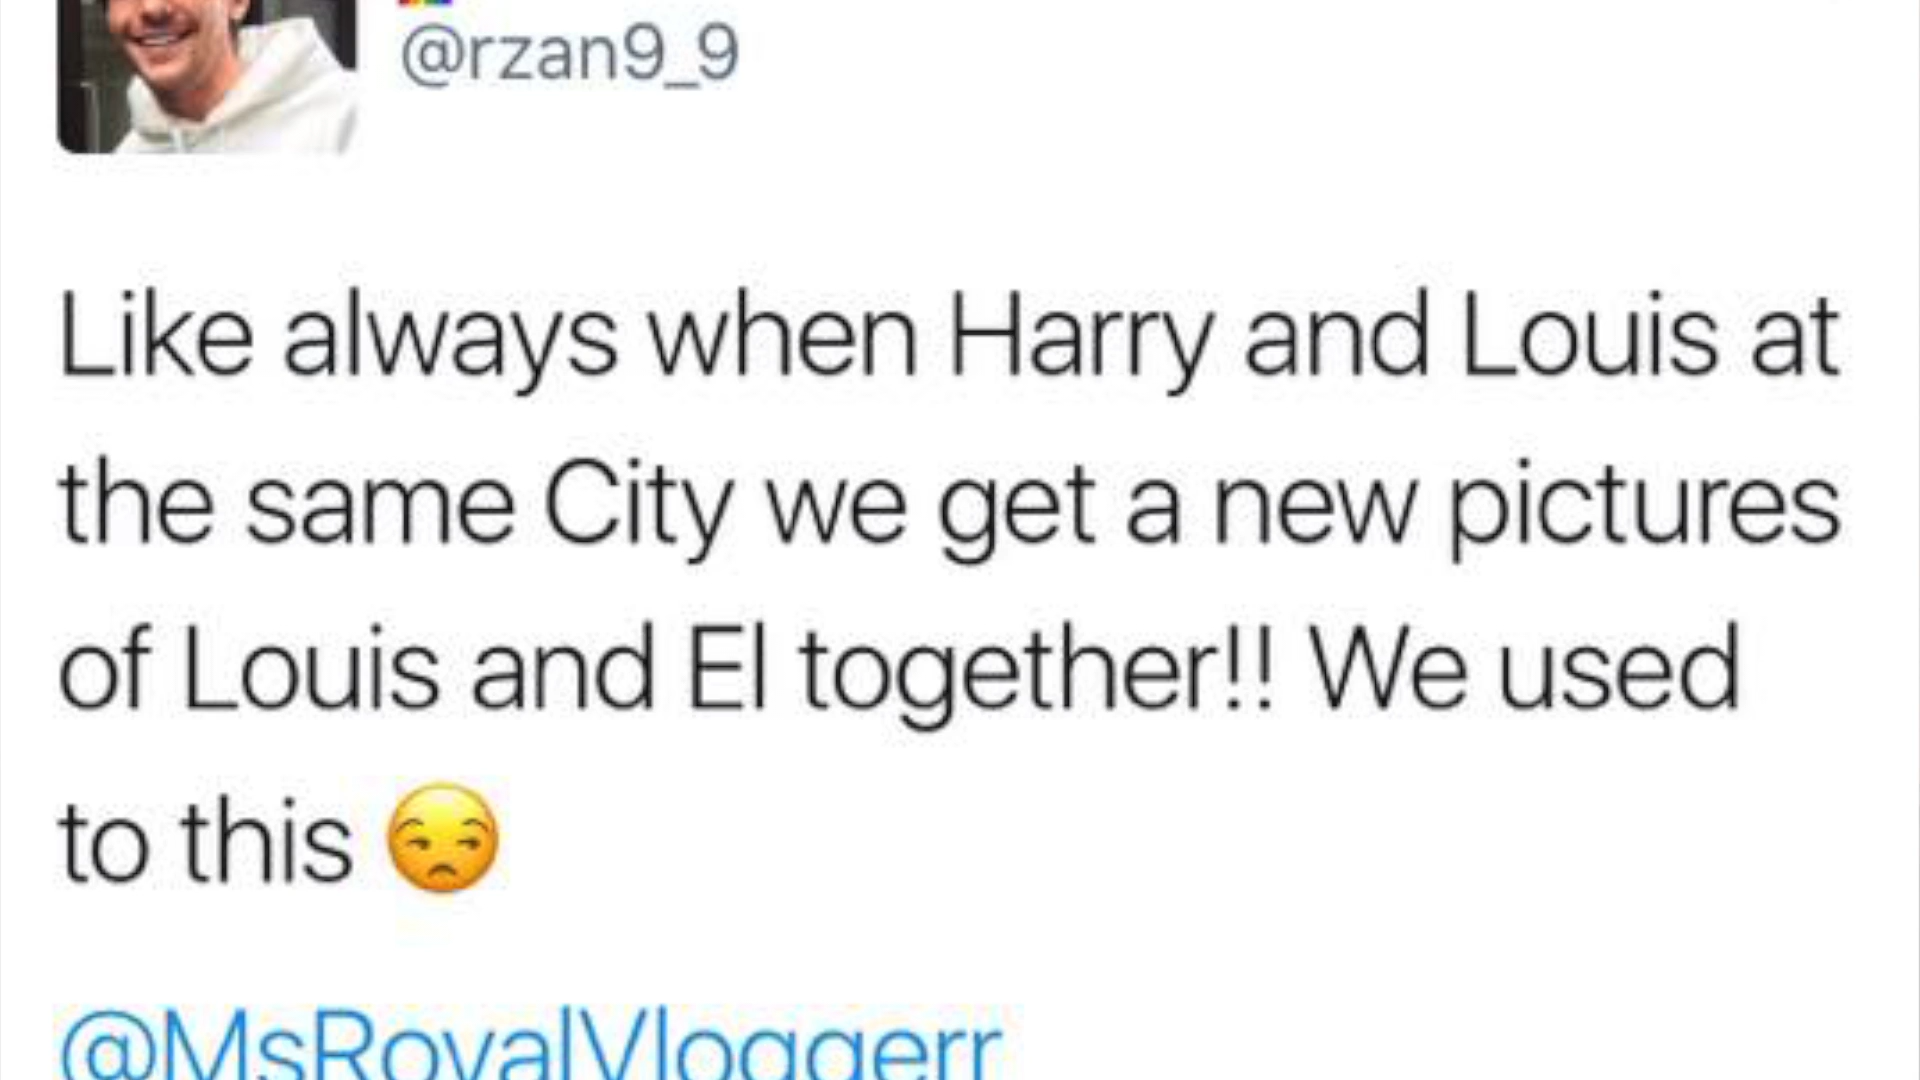 @rzan9_9
Like always when Harry and Louis at
the same City we get a new pictures
of Louis and El together!! We used
to this 😒
@MsRoyalVloggerr